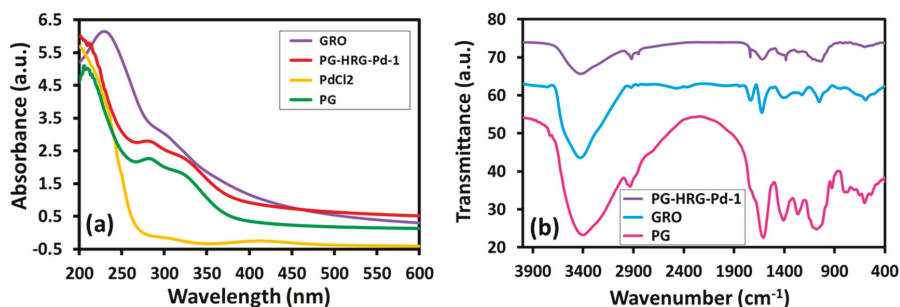 6.5
5.5
4.5
3.5
2.5
1.5
0.5
-0.5
Absorbance (a.u.)
200 250 300 350 400 450 500 550 600
Wavelength (nm)
GRO
PG-HRG-Pd-1
PdCl2
PG
(a)
80
70
60
50
40
30
20
Transmittance (a.u.)
3900 3400 2900 2400 1900 1400 900 400
Wavenumber (cm⁻¹)
PG-HRG-Pd-1
GRO
PG
(b)